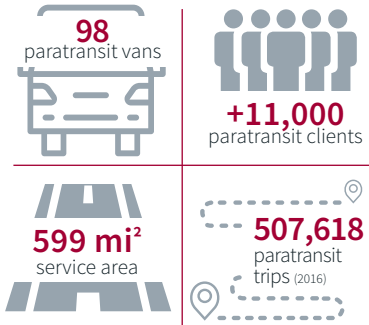 98
paratransit vans
+11,000
paratransit clients
599 mi²
service area
507,618
paratransit
trips (2016)